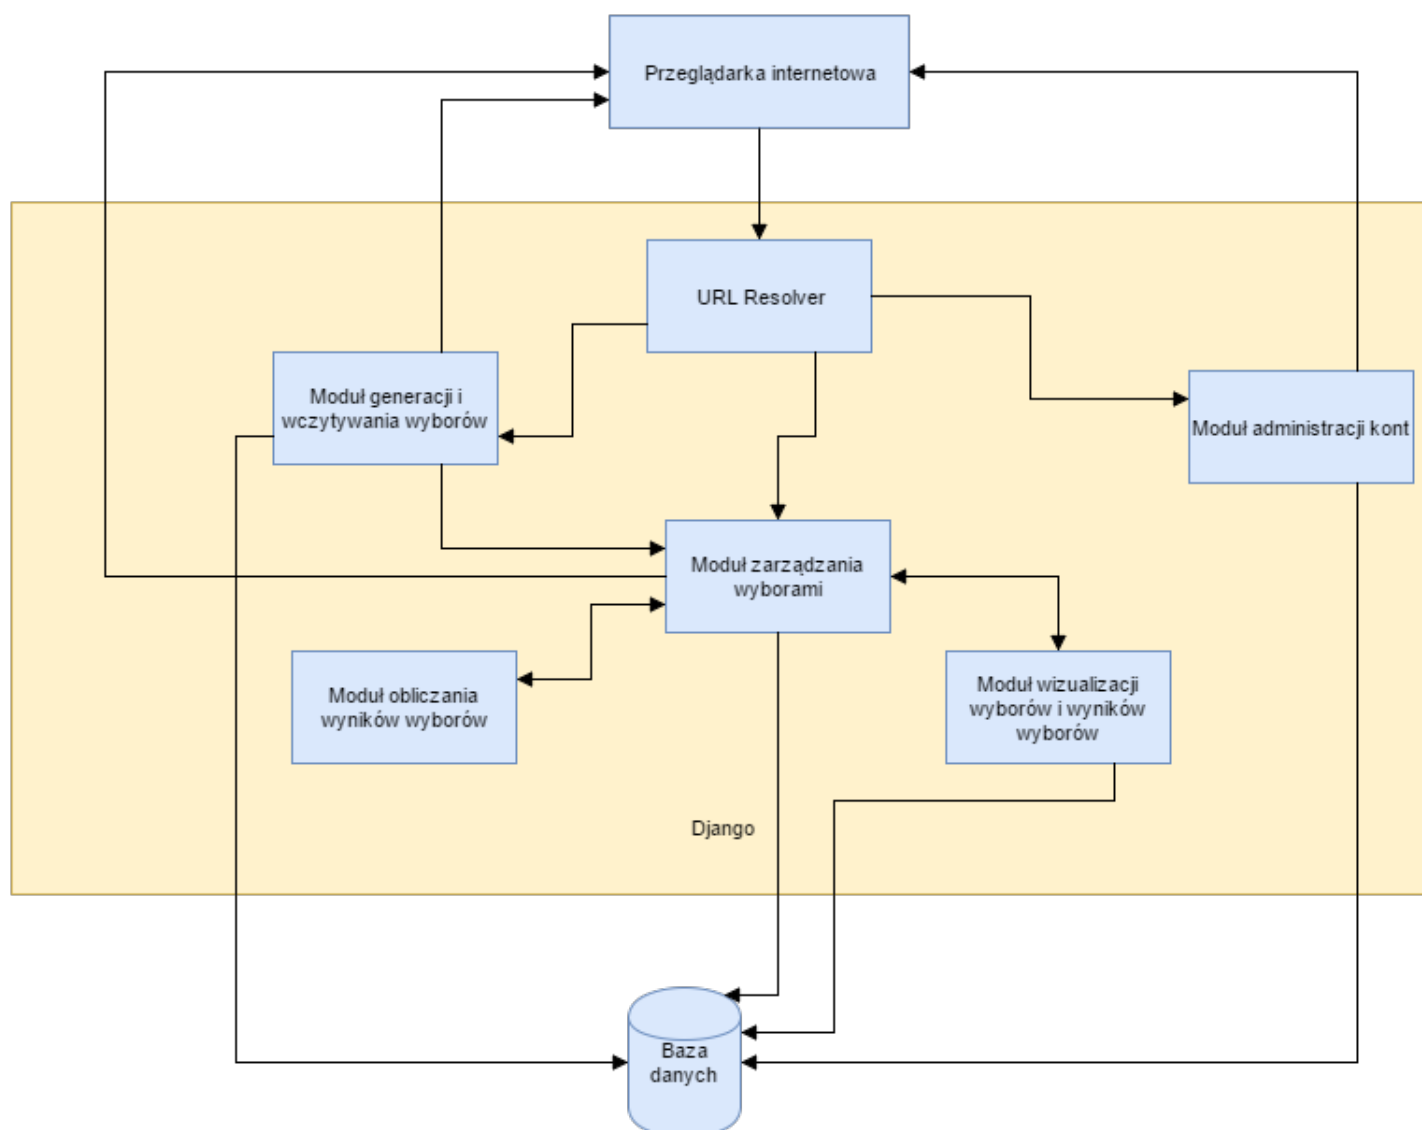 Przeglądarka internetowa
URL Resolver
Moduł generacji i
wczytywania wyborów
Moduł administracji kont
Moduł zarządzania
wyborami
Moduł obliczania
wyników wyborów
Moduł wizualizacji
wyborów i wyników
wyborów
Django
Baza
danych